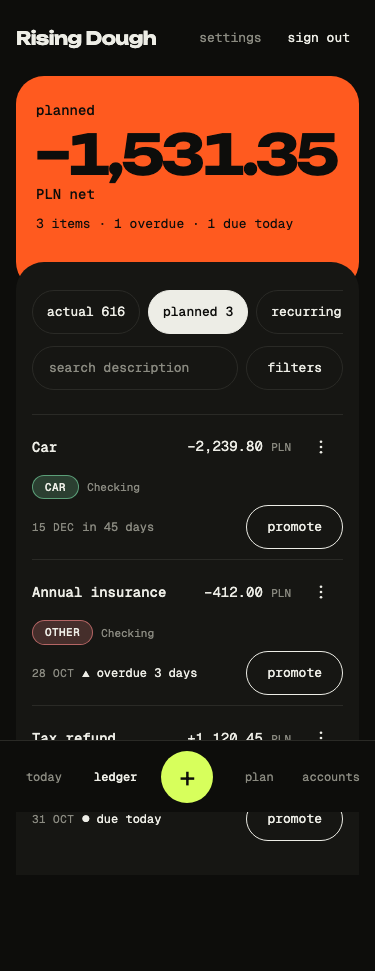 Rising Dough settings sign out
planned
−1,531.35
PLN net
3 items · 1 overdue · 1 due today
actual 616 planned 3 recurring
search description filters
Car −2,239.80 PLN
CAR Checking
15 DEC in 45 days promote
Annual insurance −412.00 PLN
OTHER Checking
28 OCT ▲ overdue 3 days promote
Tax refund +1,120.45 PLN
today ledger + plan accounts
31 OCT ● due today promote